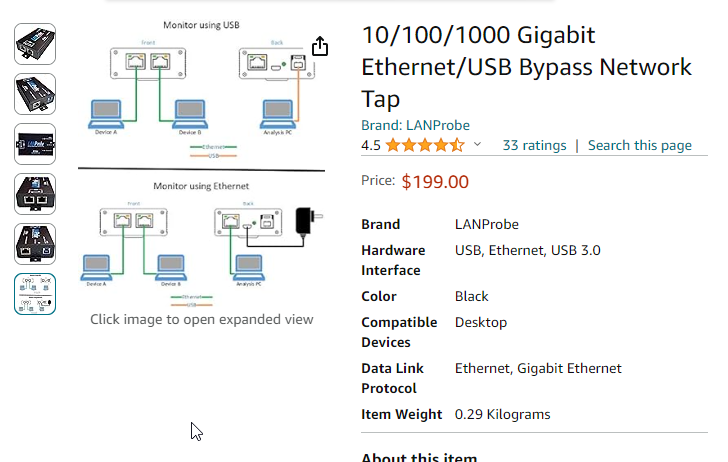 Monitor using USB
Front
Back
Device A
Device B
Analysis PC
Ethernet
USB
Monitor using Ethernet
Front
Back
Device A
Device B
Analysis PC
Ethernet
USB
Click image to open expanded view
10/100/1000 Gigabit
Ethernet/USB Bypass Network
Tap
Brand: LANProbe
4.5 33 ratings | Search this page
Price: $199.00
Brand LANProbe
Hardware USB, Ethernet, USB 3.0
Interface
Color Black
Compatible Desktop
Devices
Data Link Ethernet, Gigabit Ethernet
Protocol
Item Weight 0.29 Kilograms
About this item